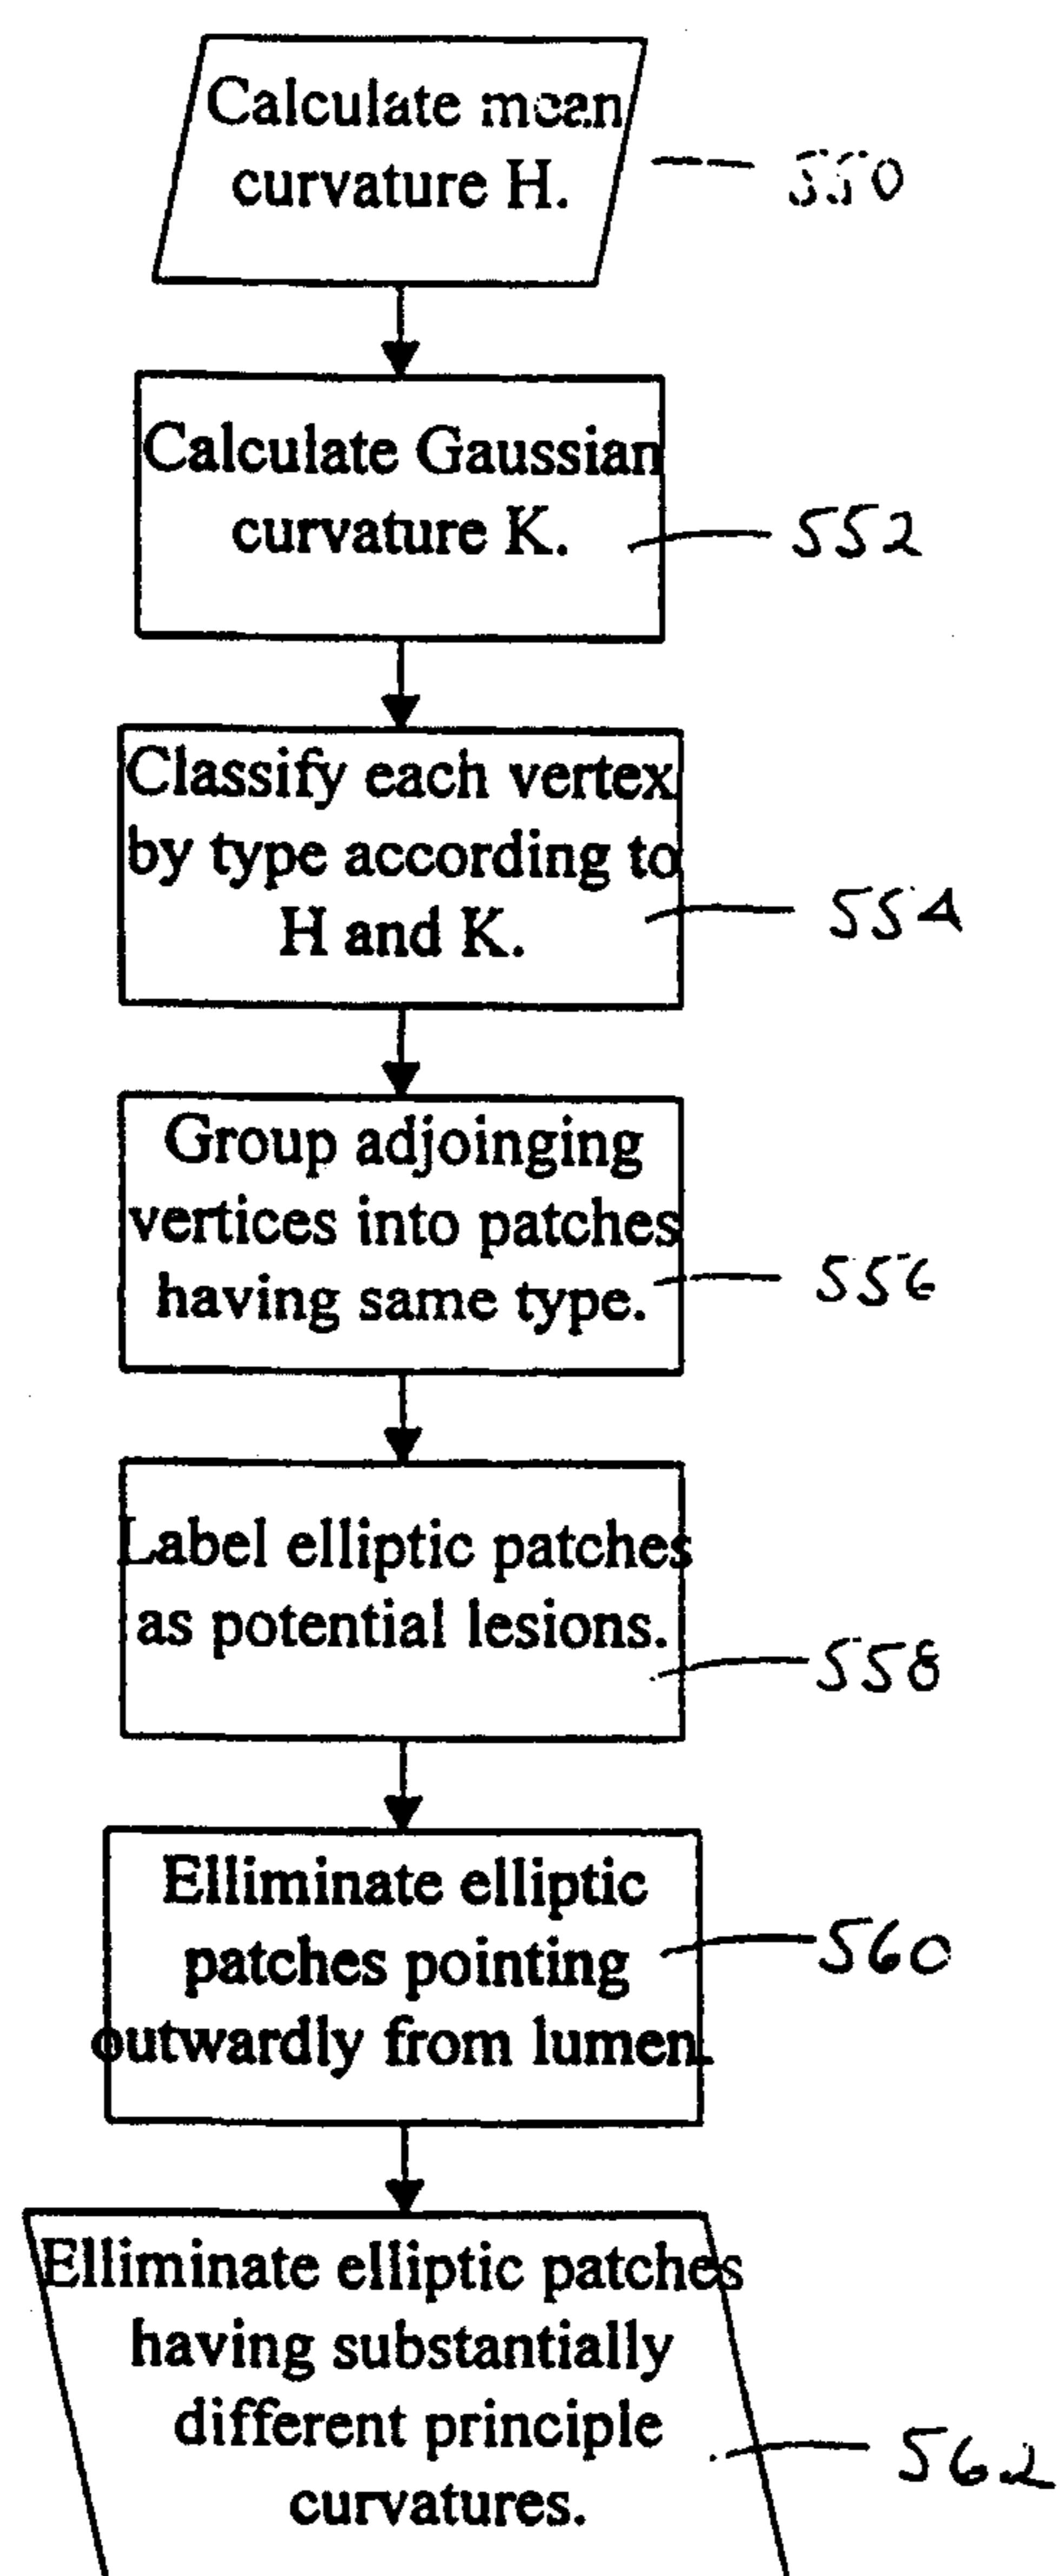 Calculate mean
curvature H.
550
Calculate Gaussian
curvature K.
552
Classify each vertex
by type according to
H and K.
554
Group adjoinging
vertices into patches
having same type.
556
Label elliptic patches
as potential lesions.
558
Elliminate elliptic
patches pointing
outwardly from lumen.
560
Elliminate elliptic patches
having substantially
different principle
curvatures.
562